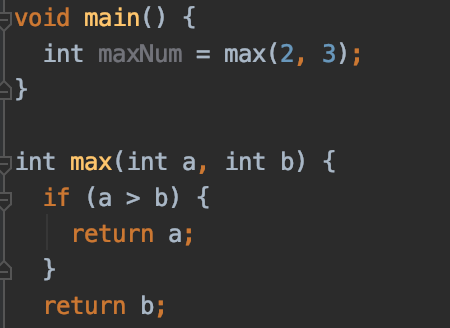 void main() {
  int maxNum = max(2, 3);
}

int max(int a, int b) {
  if (a > b) {
    return a;
  }
  return b;